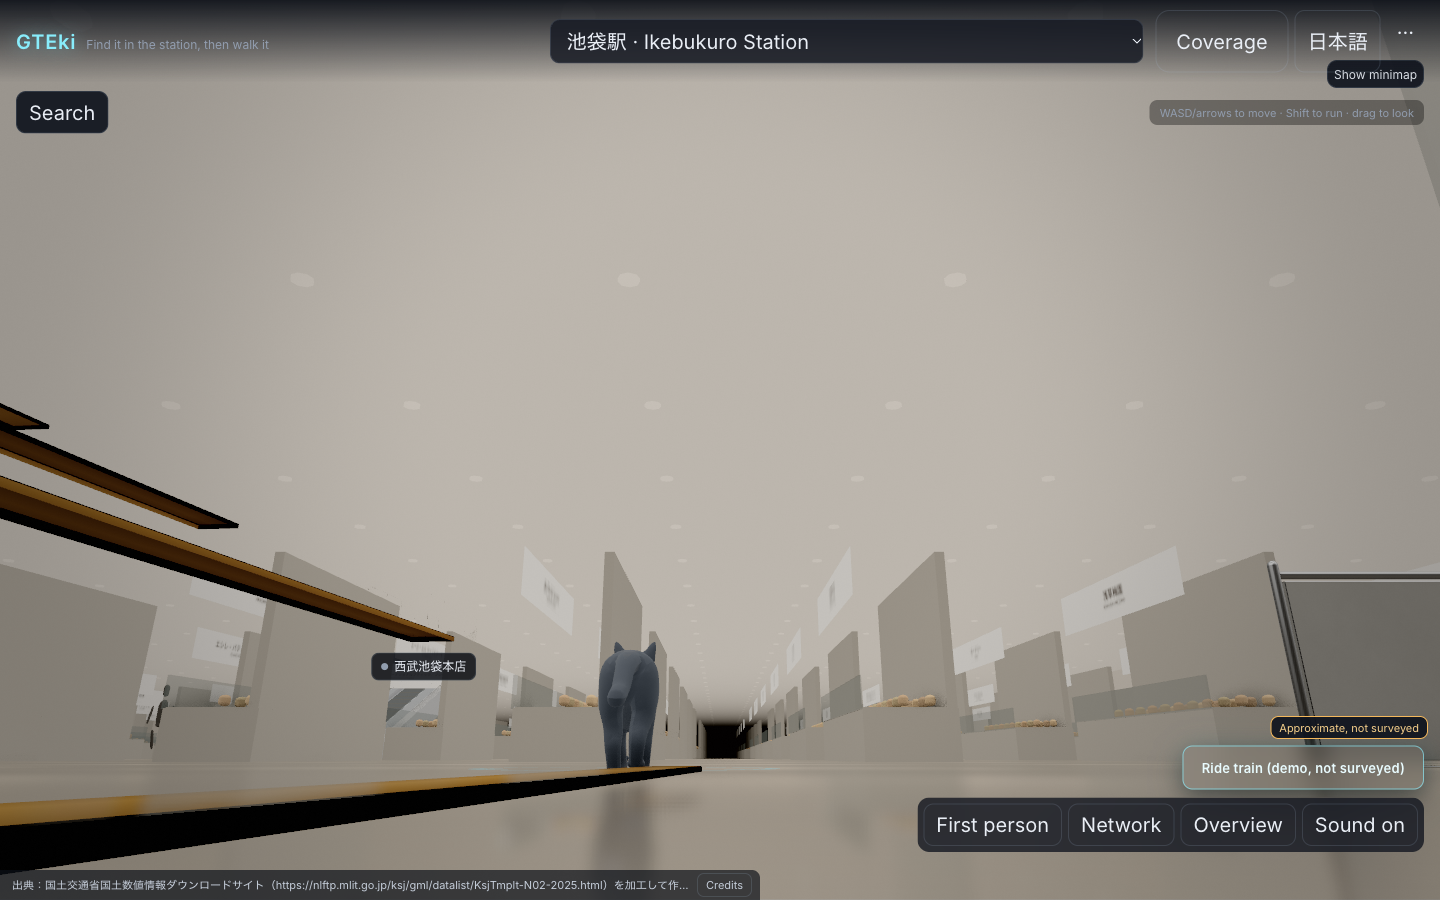 GTEki Find it in the station, then walk it
池袋駅 · Ikebukuro Station
Coverage
日本語
...
Show minimap
Search
WASD/arrows to move · Shift to run · drag to look
西武池袋本店
Approximate, not surveyed
Ride train (demo, not surveyed)
First person
Network
Overview
Sound on
出典：国土交通省国土数値情報ダウンロードサイト（https://nlftp.mlit.go.jp/ksj/gml/datalist/KsjTmplt-N02-2025.html）を加工して作...
Credits